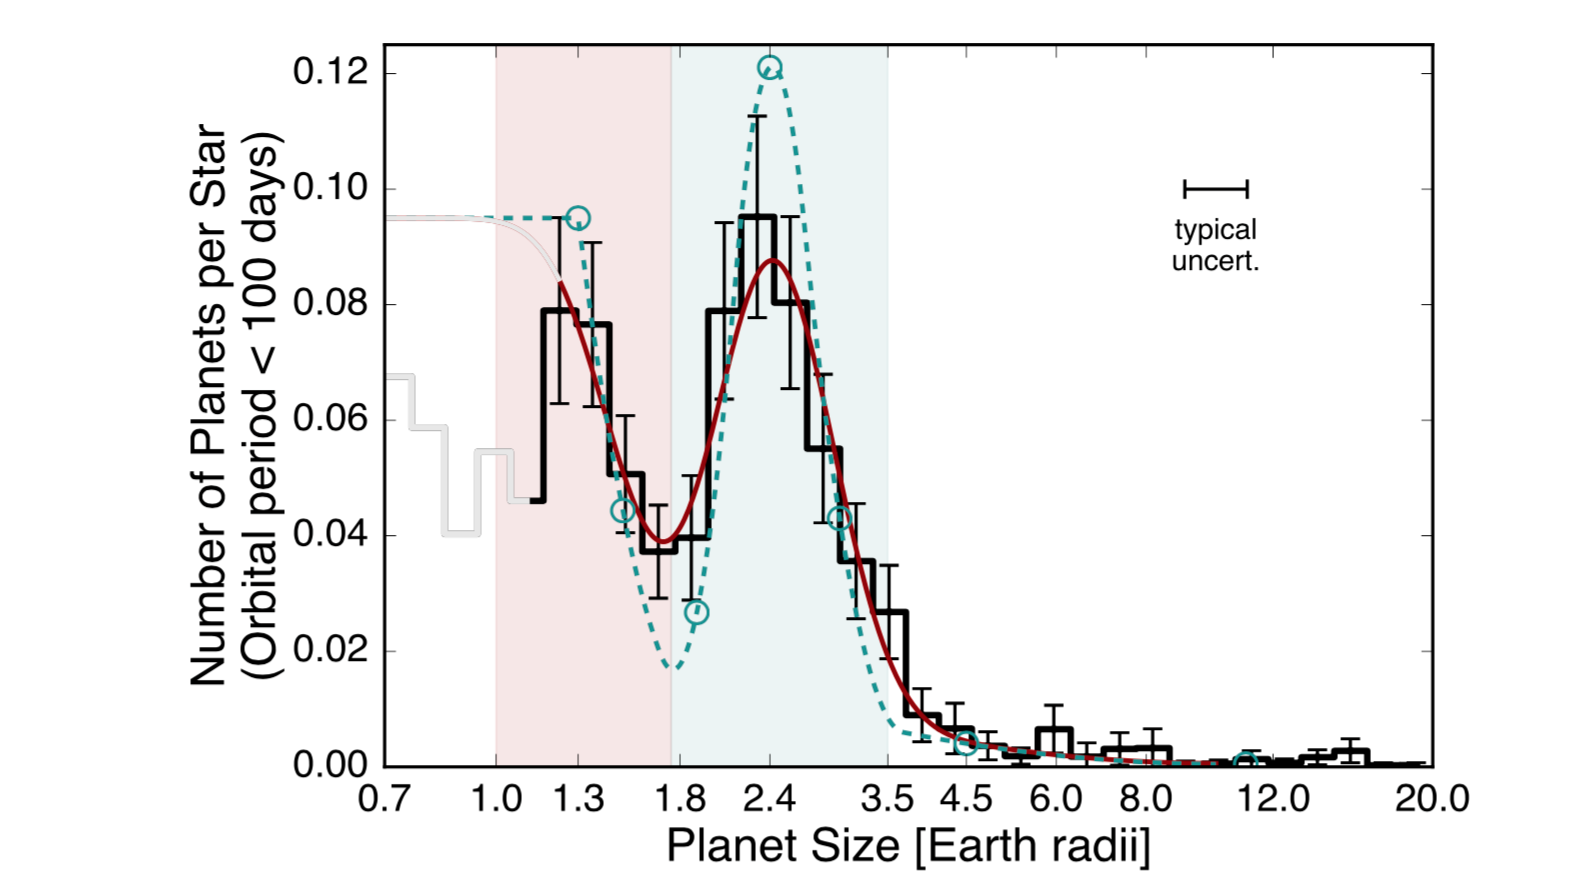 Number of Planets per Star
(Orbital period < 100 days)
0.12
0.10
0.08
0.06
0.04
0.02
0.00
typical
uncert.
0.7 1.0 1.3 1.8 2.4 3.5 4.5 6.0 8.0 12.0 20.0
Planet Size [Earth radii]